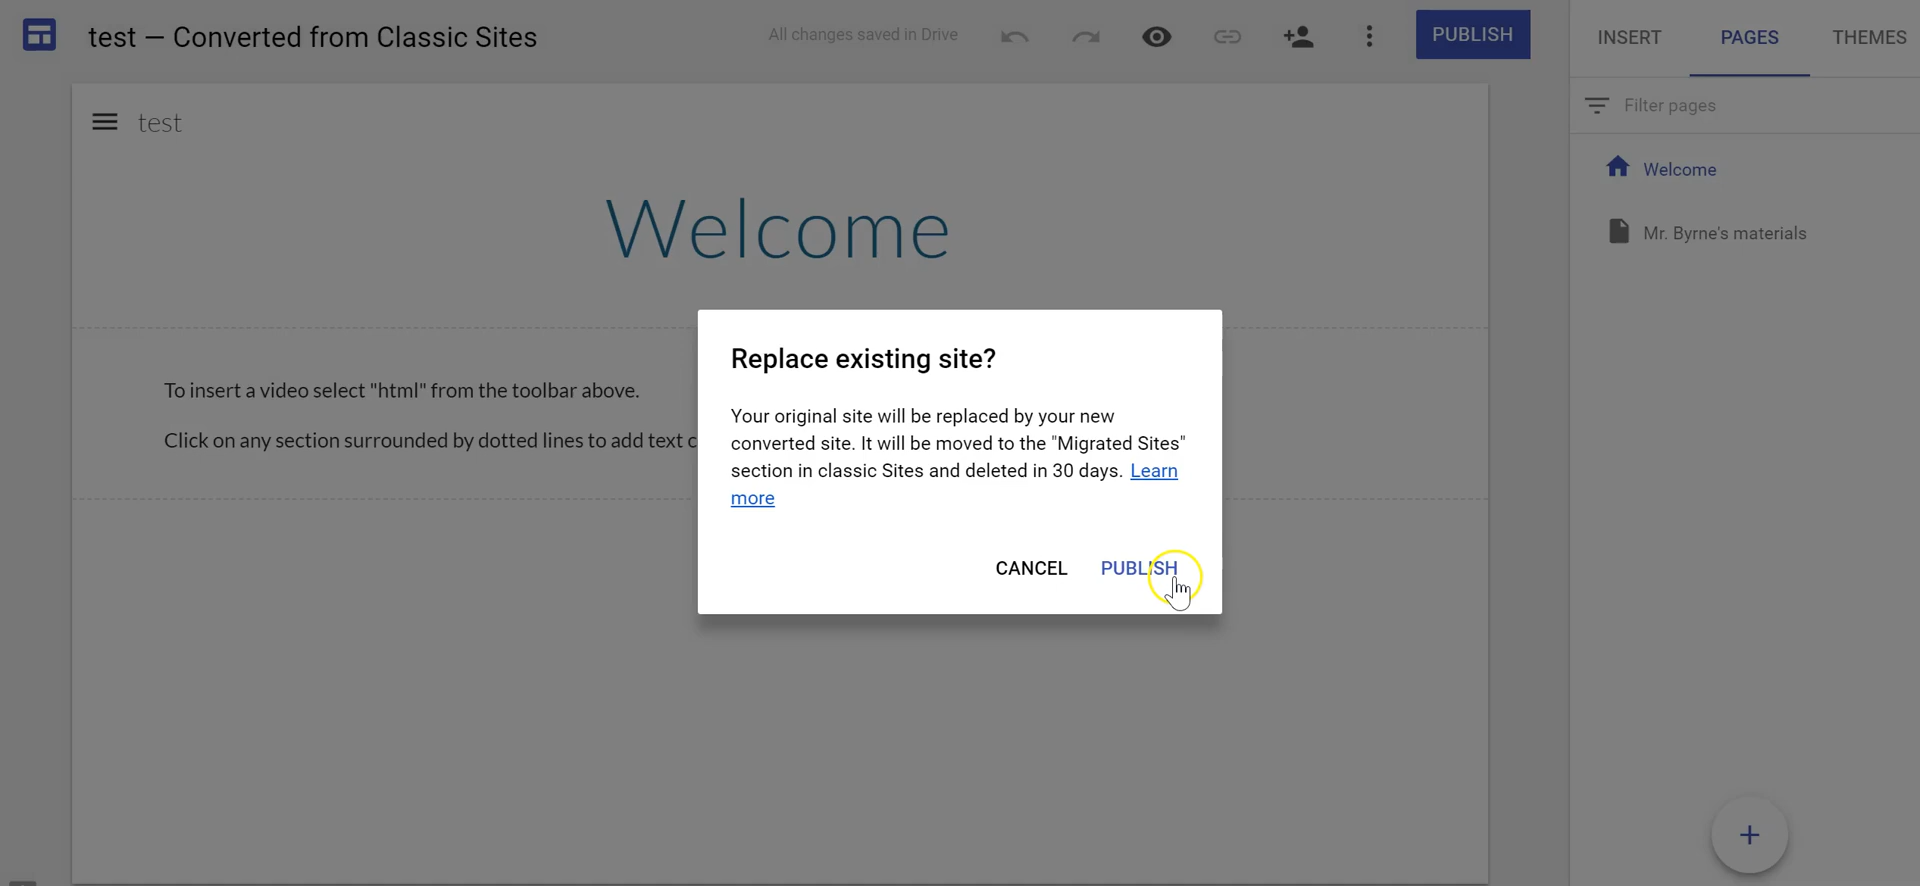 test — Converted from Classic Sites
All changes saved in Drive
PUBLISH
INSERT
PAGES
THEMES
Filter pages
Welcome
Mr. Byrne's materials
test
Welcome
To insert a video select "html" from the toolbar above.
Click on any section surrounded by dotted lines to add text
Replace existing site?
Your original site will be replaced by your new
converted site. It will be moved to the "Migrated Sites"
section in classic Sites and deleted in 30 days. Learn
more
CANCEL
PUBLISH